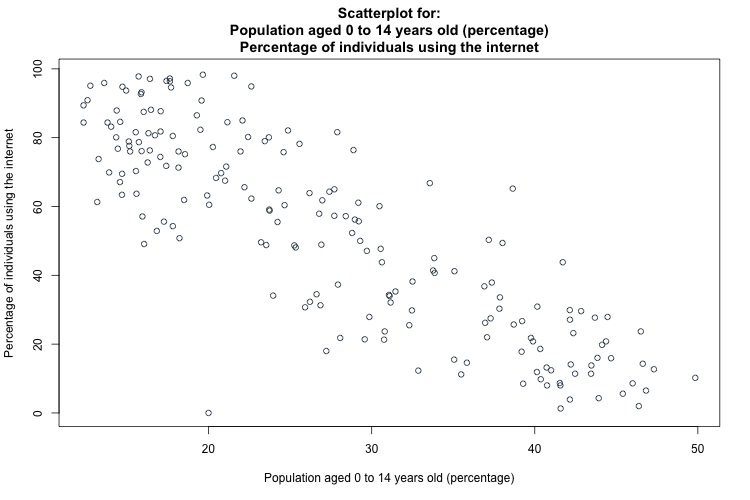 Scatterplot for:
Population aged 0 to 14 years old (percentage)
Percentage of individuals using the internet
Percentage of individuals using the internet
100
80
60
40
20
0
20 30 40 50
Population aged 0 to 14 years old (percentage)